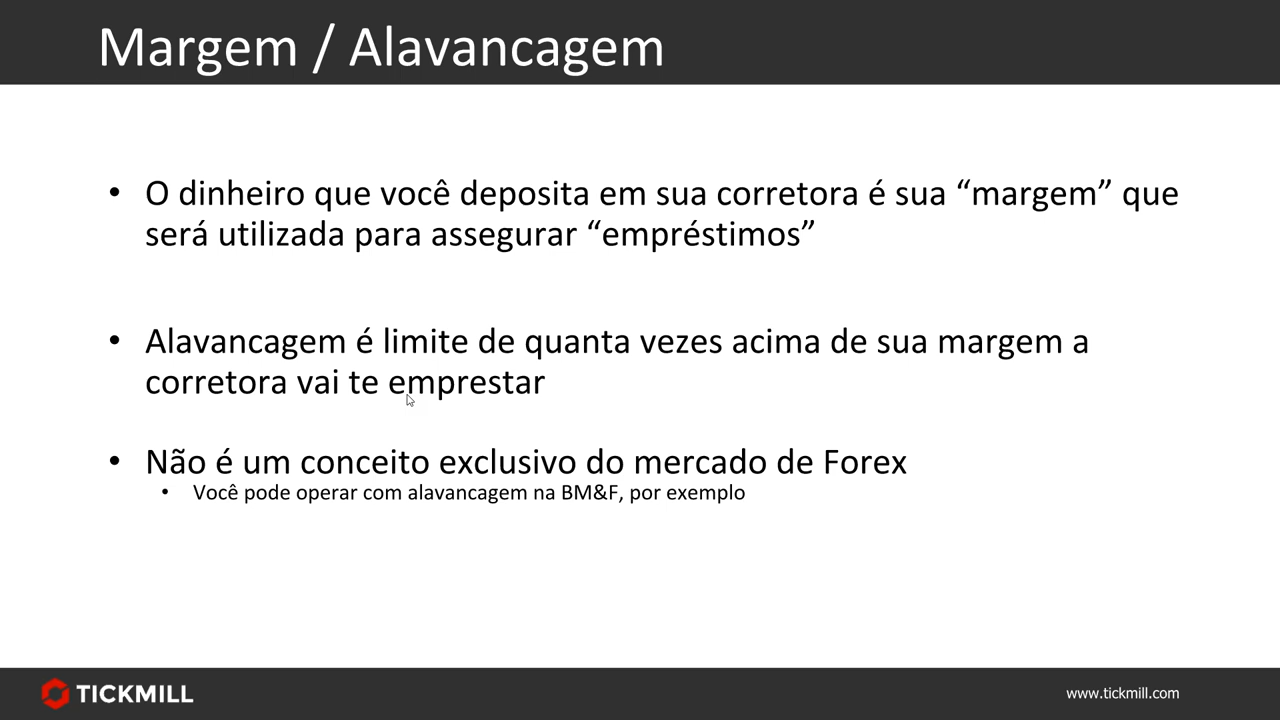 Margem / Alavancagem
• O dinheiro que você deposita em sua corretora é sua “margem” que
será utilizada para assegurar “empréstimos”
• Alavancagem é limite de quanta vezes acima de sua margem a
corretora vai te emprestar
• Não é um conceito exclusivo do mercado de Forex
• Você pode operar com alavancagem na BM&F, por exemplo
TICKMILL
www.tickmill.com